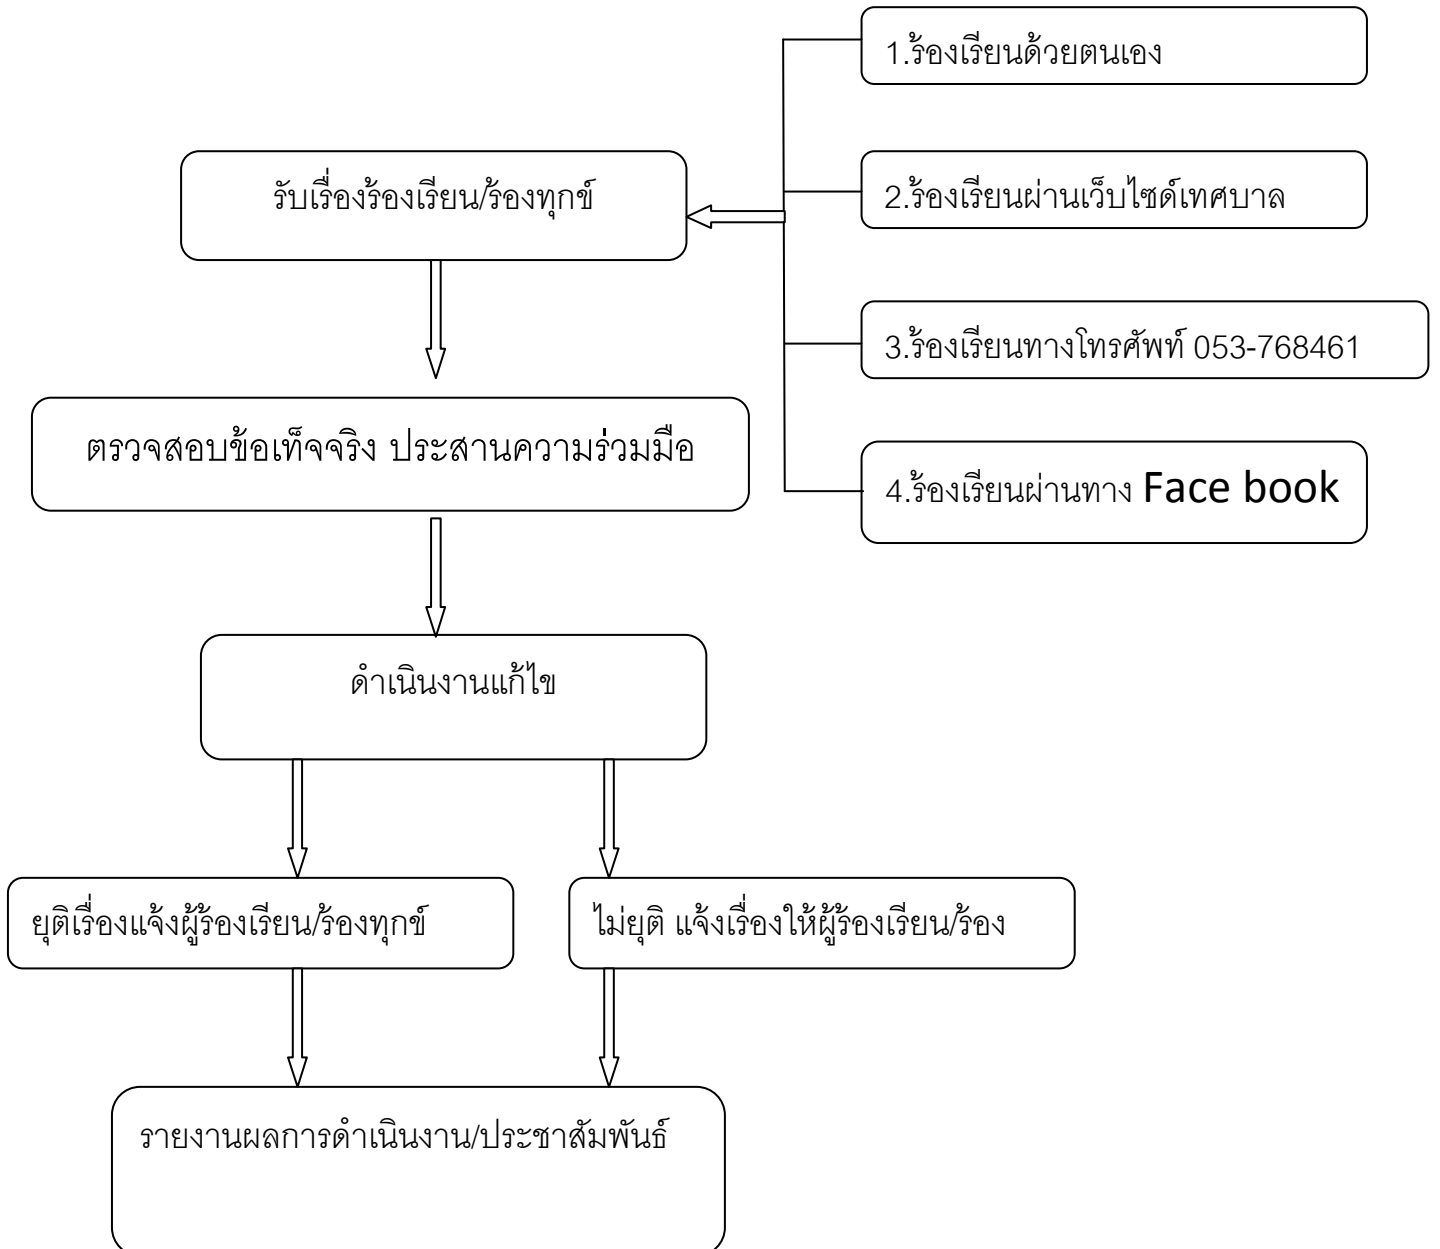 1.ร้องเรียนด้วยตนเอง
รับเรื่องร้องเรียน/ร้องทุกข์
2.ร้องเรียนผ่านเว็บไซด์เทศบาล
3.ร้องเรียนทางโทรศัพท์ 053-768461
ตรวจสอบข้อเท็จจริง ประสานความร่วมมือ
4.ร้องเรียนผ่านทาง Face book
ดำเนินงานแก้ไข
ยุติเรื่องแจ้งผู้ร้องเรียน/ร้องทุกข์
ไม่ยุติ แจ้งเรื่องให้ผู้ร้องเรียน/ร้อง
รายงานผลการดำเนินงาน/ประชาสัมพันธ์